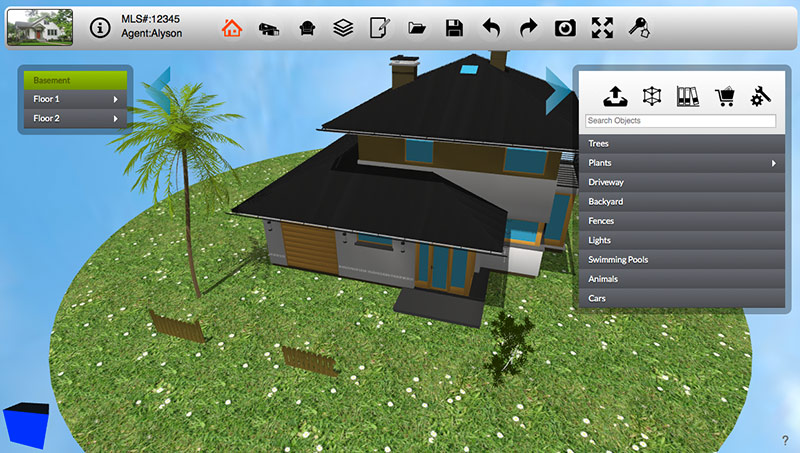 MLS#:12345
Agent:Alyson
Basement
Floor 1
Floor 2
Search Objects
Trees
Plants
Driveway
Backyard
Fences
Lights
Swimming Pools
Animals
Cars
?